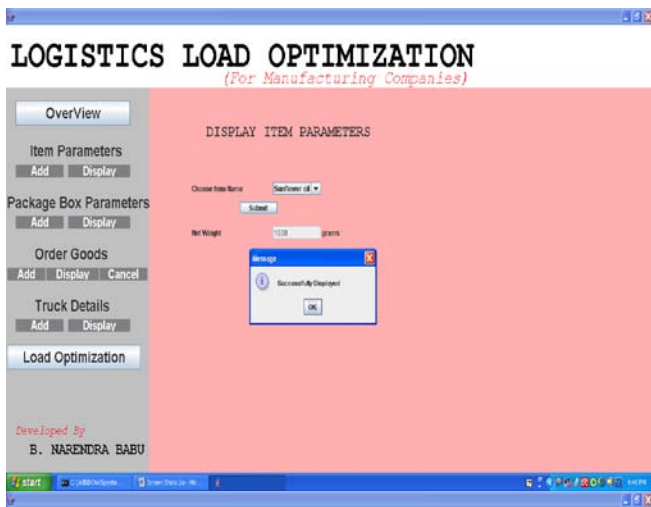 LOGISTICS LOAD OPTIMIZATION
(For Manufacturing Companies)
OverView
Item Parameters
Add Display
Package Box Parameters
Add Display
Order Goods
Add Display Cancel
Truck Details
Add Display
Load Optimization
Developed By
B. NARENDRA BABU
DISPLAY ITEM PARAMETERS
Choose Item Name Sunflower oil
Submit
Net Weight grams
Message
Successfully Displayed
OK
start